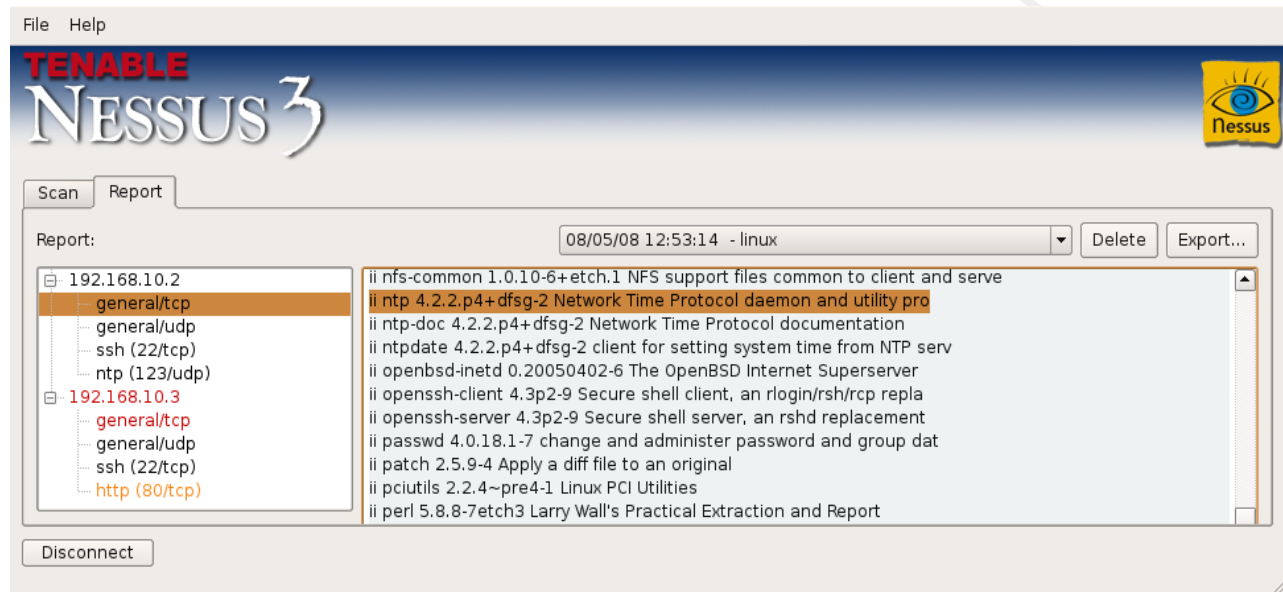 File Help
TENABLE
NESSUS 3
Nessus
Scan Report
Report:
08/05/08 12:53:14 - linux
Delete
Export...
192.168.10.2
general/tcp
general/udp
ssh (22/tcp)
ntp (123/udp)
192.168.10.3
general/tcp
general/udp
ssh (22/tcp)
http (80/tcp)
ii nfs-common 1.0.10-6+etch.1 NFS support files common to client and serve
ii ntp 4.2.2.p4+dfsg-2 Network Time Protocol daemon and utility pro
ii ntp-doc 4.2.2.p4+dfsg-2 Network Time Protocol documentation
ii ntpdate 4.2.2.p4+dfsg-2 client for setting system time from NTP serv
ii openbsd-inetd 0.20050402-6 The OpenBSD Internet Superserver
ii openssh-client 4.3p2-9 Secure shell client, an rlogin/rsh/rcp repla
ii openssh-server 4.3p2-9 Secure shell server, an rshd replacement
ii passwd 4.0.18.1-7 change and administer password and group dat
ii patch 2.5.9-4 Apply a diff file to an original
ii pciutils 2.2.4~pre4-1 Linux PCI Utilities
ii perl 5.8.8-7etch3 Larry Wall's Practical Extraction and Report
Disconnect